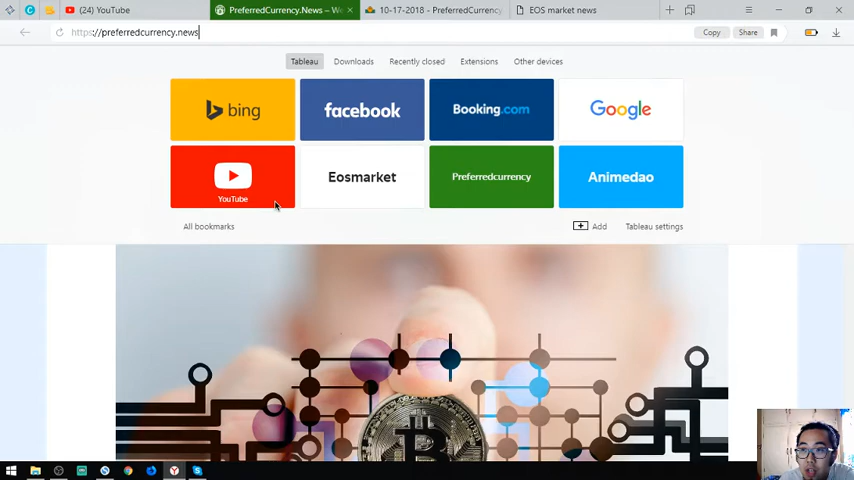 (24) YouTube
PreferredCurrency.News – We
10-17-2018 - PreferredCurrency
EOS market news
https://preferredcurrency.news
Copy
Share
Tableau
Downloads
Recently closed
Extensions
Other devices
bing
facebook
Booking.com
Google
YouTube
Eosmarket
Preferredcurrency
Animedao
All bookmarks
Add
Tableau settings